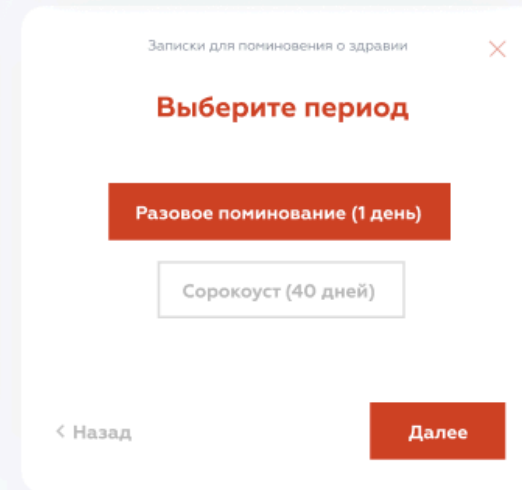 Записки для поминовения о здравии
Выберите период
Разовое поминование (1 день)
Сорокоуст (40 дней)
< Назад
Далее